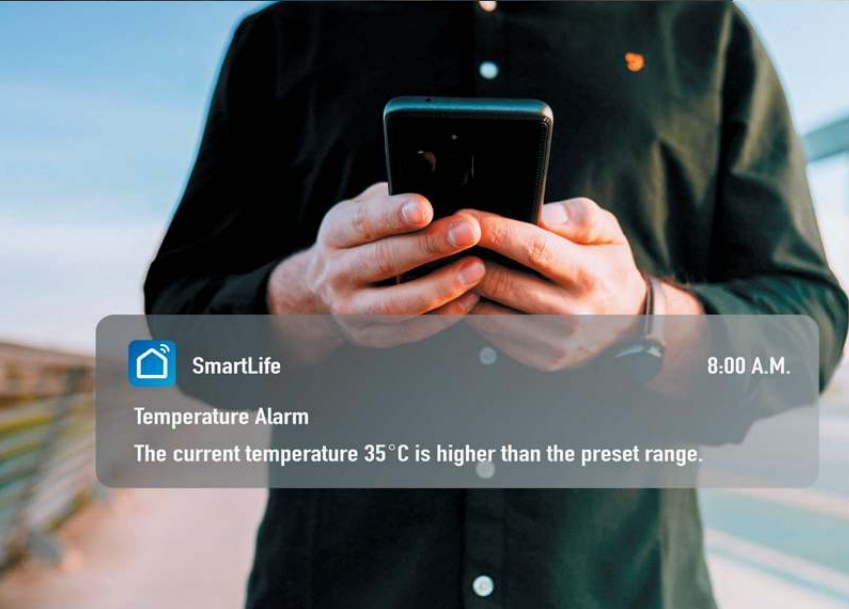 SmartLife
8:00 A.M.
Temperature Alarm
The current temperature 35°C is higher than the preset range.